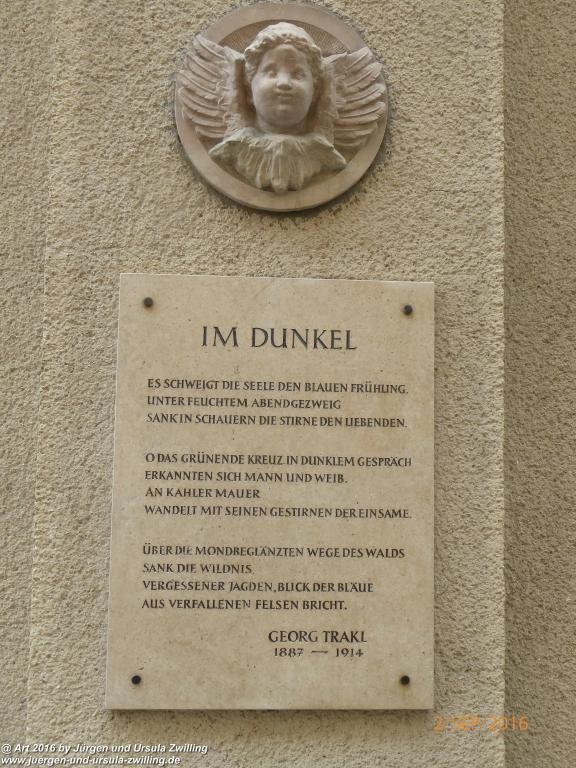 IM DUNKEL
ES SCHWEIGT DIE SEELE DEN BLAUEN FRÜHLING.
UNTER FEUCHTEM ABENDGEZWEIG
SANK IN SCHAUERN DIE STIRNE DEN LIEBENDEN.
O DAS GRÜNENDE KREUZ IN DUNKLEM GESPRÄCH
ERKANNTEN SICH MANN UND WEIB.
AN KAHLER MAUER
WANDELT MIT SEINEN GESTIRNEN DER EINSAME.
ÜBER DIE MONDBEGLÄNZTEN WEGE DES WALDS
SANK DIE WILDNIS
VERGESSENER JAGDEN, BLICK DER BLÄUE
AUS VERFALLENEN FELSEN BRICHT.
GEORG TRAKL
1887 — 1914
2 SEP 2016
@ Art 2016 by Jürgen und Ursula Zwilling
www.juergen-und-ursula-zwilling.de